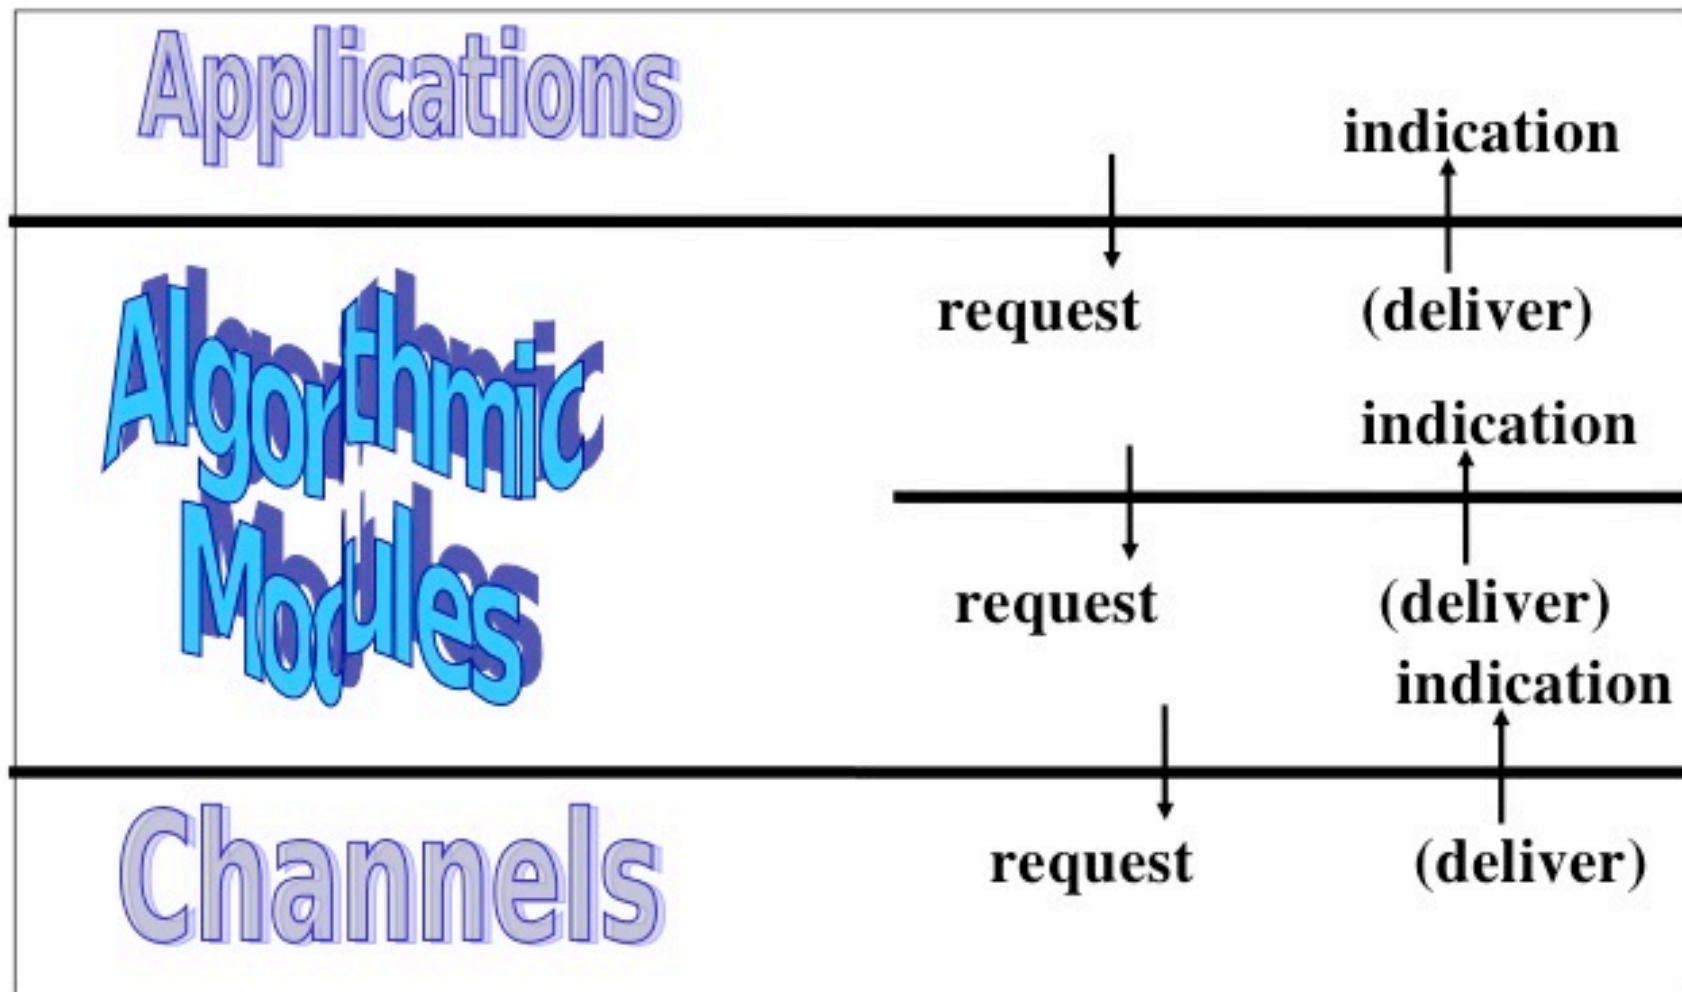 Applications
indication
request (deliver)
Algorithmic
indication
Modules
request (deliver)
indication
Channels
request (deliver)